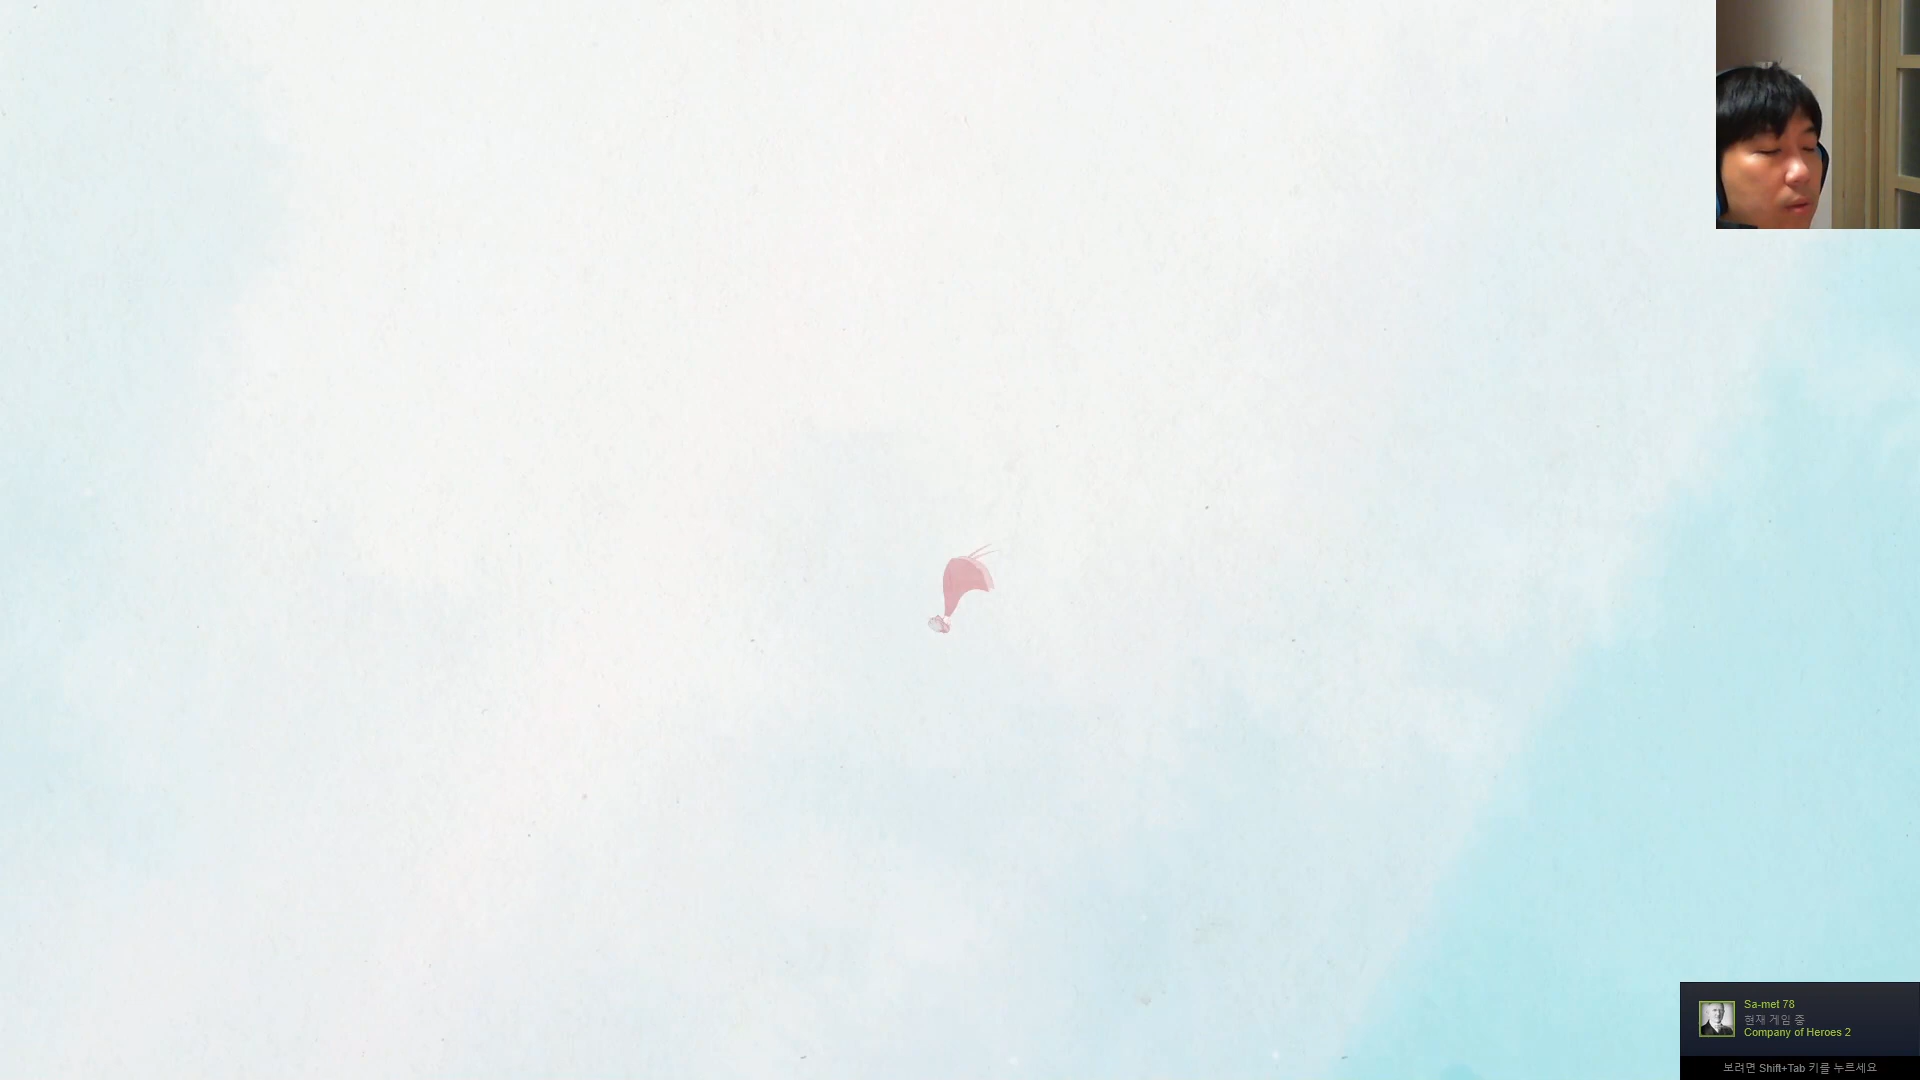 Sa-met 78
현재 게임 중
Company of Heroes 2
보려면 Shift+Tab 키를 누르세요